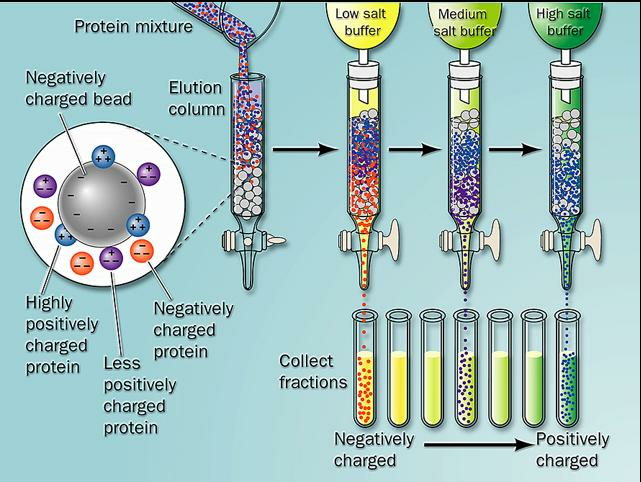 Protein mixture
Low salt
buffer
Medium
salt buffer
High salt
buffer
Negatively
charged bead
Elution
column
Highly
positively
charged
protein
Less
positively
charged
protein
Negatively
charged
protein
Collect
fractions
Negatively
charged
Positively
charged